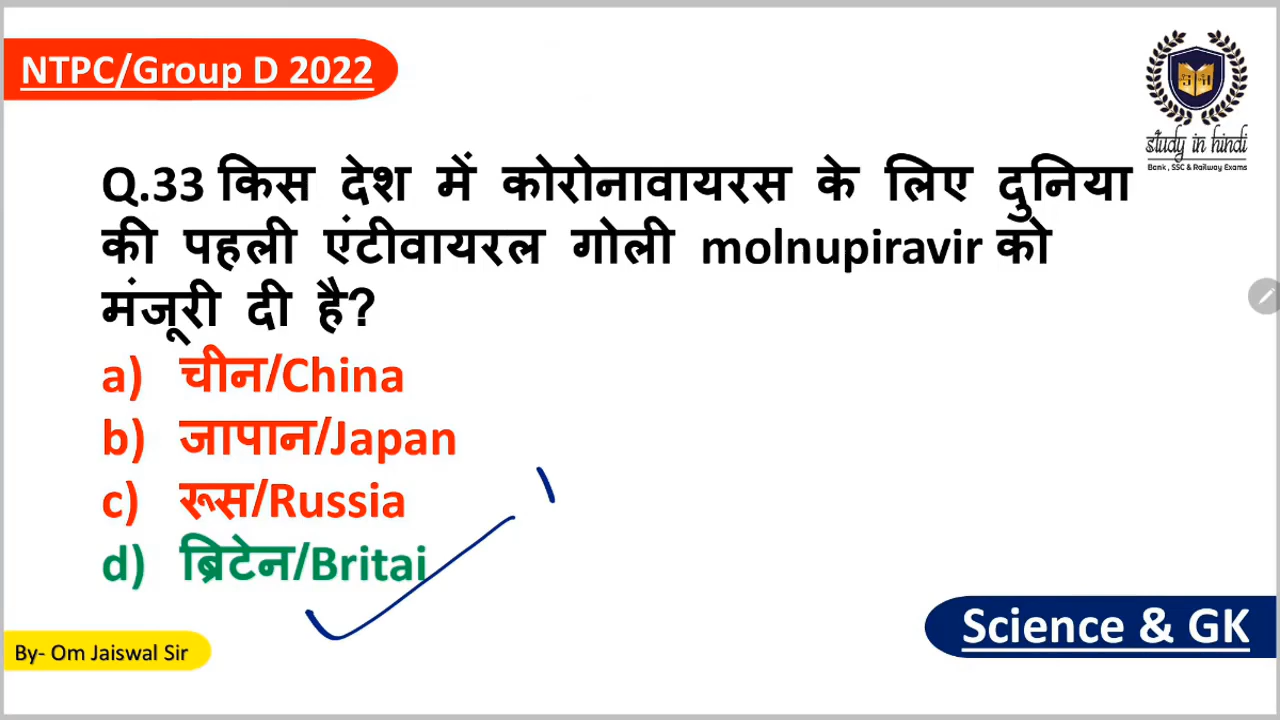 NTPC/Group D 2022
study in hindi
Bank , SSC & Railway Exams
Q.33 किस देश में कोरोनावायरस के लिए दुनिया
की पहली एंटीवायरल गोली molnupiravir को
मंजूरी दी है?
a) चीन/China
b) जापान/Japan
c) रूस/Russia
d) ब्रिटेन/Britai
By- Om Jaiswal Sir
Science & GK